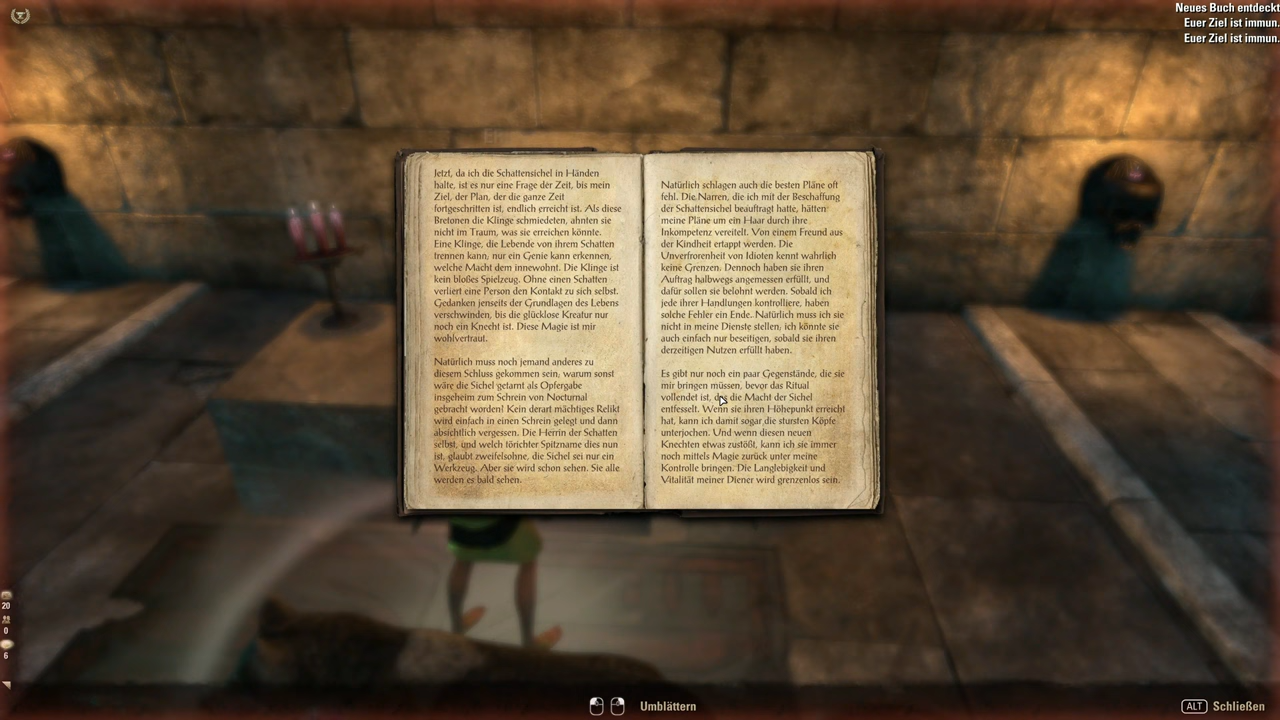 Neues Buch entdeckt
Euer Ziel ist immun.
Euer Ziel ist immun.
Jetzt, da ich die Schattensichel in Händen
halte, ist es nur eine Frage der Zeit, bis mein
Ziel, der Plan, der die ganze Zeit
fortgeschritten ist, endlich erreicht ist. Als diese
Bretonen die Klinge schmiedeten, ahnten sie
nicht im Traum, was sie erreichen könnte.
Eine Klinge, die Lebende von ihrem Schatten
trennen kann; nur ein Genie kann erkennen,
welche Macht dem innewohnt. Die Klinge ist
kein bloßes Spielzeug. Ohne einen Schatten
verliert eine Person den Kontakt zu sich selbst.
Gedanken jenseits der Grundlagen des Lebens
verschwinden, bis die glücklose Kreatur nur
noch ein Knecht ist. Diese Magie ist mir
wohlvertraut.
Natürlich muss noch jemand anderes zu
diesem Schluss gekommen sein, warum sonst
wäre die Sichel getarnt als Opfergabe
insgeheim zum Schrein von Nocturnal
gebracht worden? Kein derart mächtiges Relikt
wird einfach in einen Schrein gelegt und dann
absichtlich vergessen. Die Herrin der Schatten
selbst, und welch törichter Spitzname dies nun
ist, glaubt zweifelsohne, die Sichel sei nur ein
Werkzeug. Aber sie wird schon sehen. Sie alle
werden es bald sehen.
Natürlich schlagen auch die besten Pläne oft
fehl. Die Narren, die ich mit der Beschaffung
der Schattensichel beauftragt hatte, hätten
meine Pläne um ein Haar durch ihre
Inkompetenz vereitelt. Von einem Freund aus
der Kindheit ertappt werden. Die
Unverfrorenheit von Idioten kennt wahrlich
keine Grenzen. Dennoch haben sie ihren
Auftrag halbwegs angemessen erfüllt, und
dafür sollen sie belohnt werden. Sobald ich
jede ihrer Handlungen kontrolliere, haben
solche Fehler ein Ende. Natürlich muss ich sie
nicht in meine Dienste stellen; ich könnte sie
auch einfach nur beseitigen, sobald sie ihren
derzeitigen Nutzen erfüllt haben.
Es gibt nur noch ein paar Gegenstände, die sie
mir bringen müssen, bevor das Ritual
vollendet ist, das die Macht der Sichel
entfesselt. Wenn sie ihren Höhepunkt erreicht
hat, kann ich damit sogar die stursten Köpfe
unterjochen. Und wenn diesen neuen
Knechten etwas zustößt, kann ich sie immer
noch mittels Magie zurück unter meine
Kontrolle bringen. Die Langlebigkeit und
Vitalität meiner Diener wird grenzenlos sein.
20
0
6
Umblättern
ALT Schließen